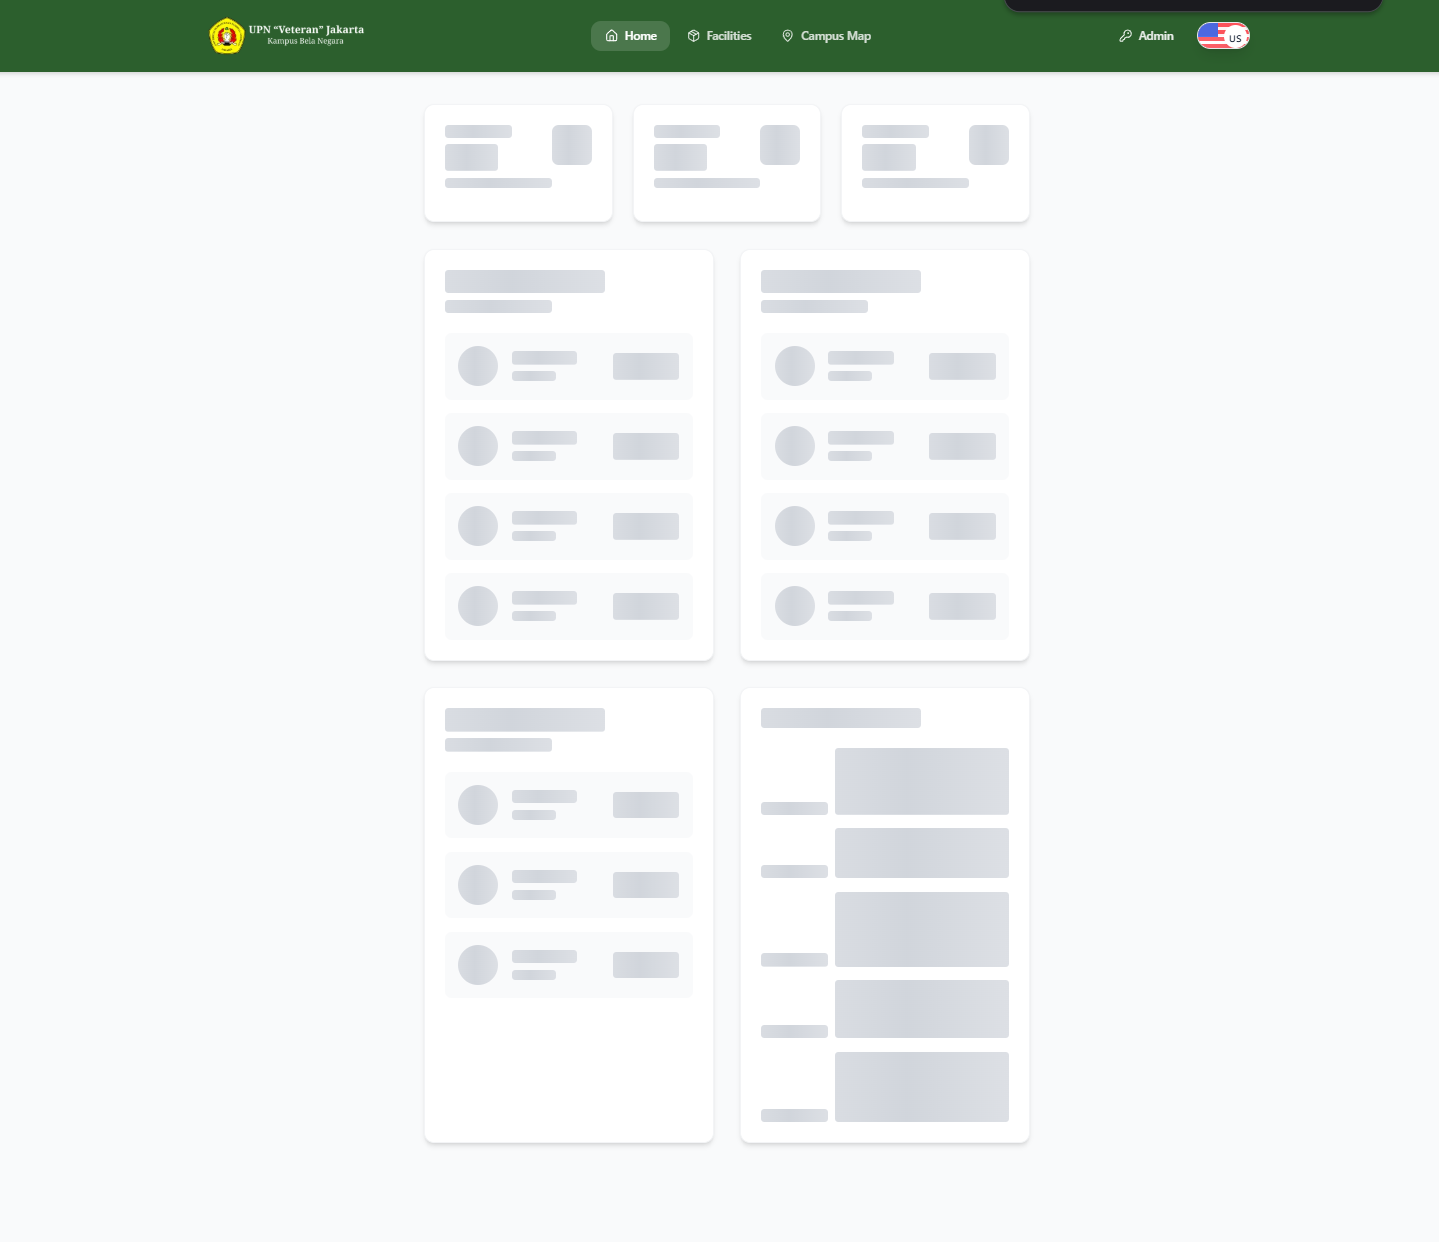 UPN “Veteran” Jakarta
Kampus Bela Negara
Home
Facilities
Campus Map
Admin
US